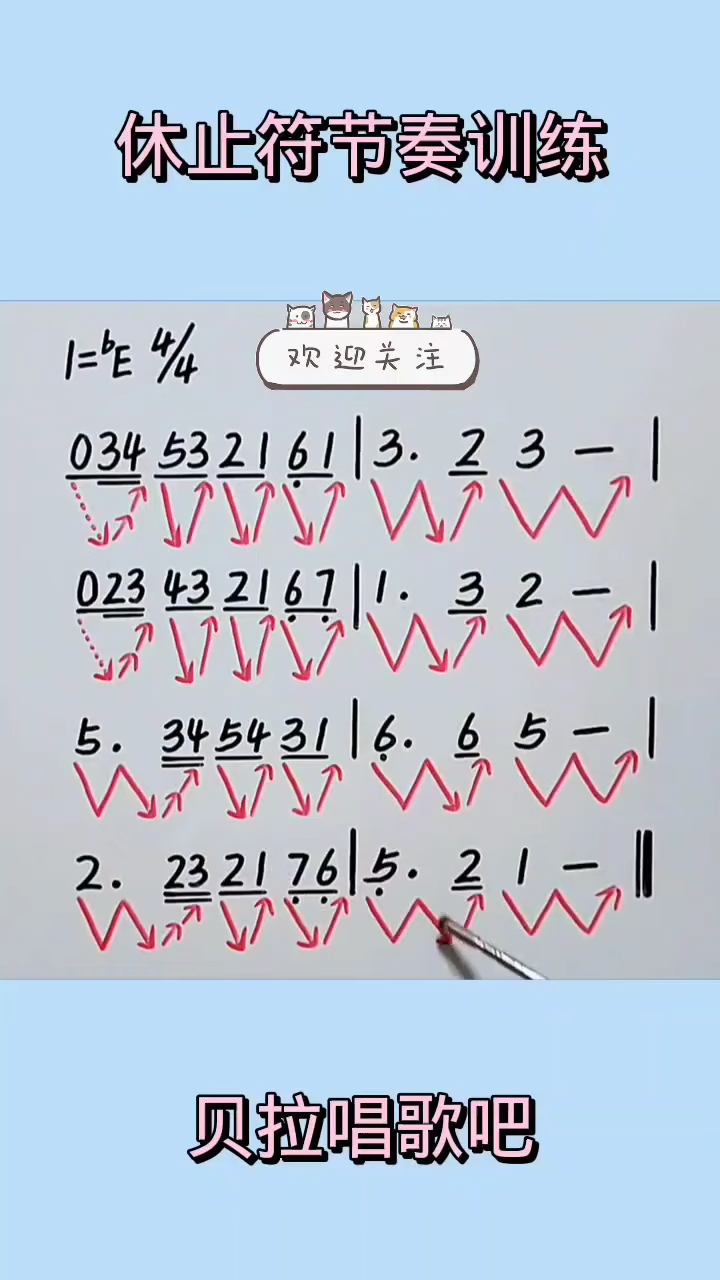 休止符节奏训练
欢迎关注
1=ᵇE 4/4
034 53 21 61 | 3. 2 3 — |
023 43 21 67 | 1. 3 2 — |
5. 34 54 31 | 6. 6 5 — |
2. 23 21 76 | 5. 2 1 — ‖
贝拉唱歌吧